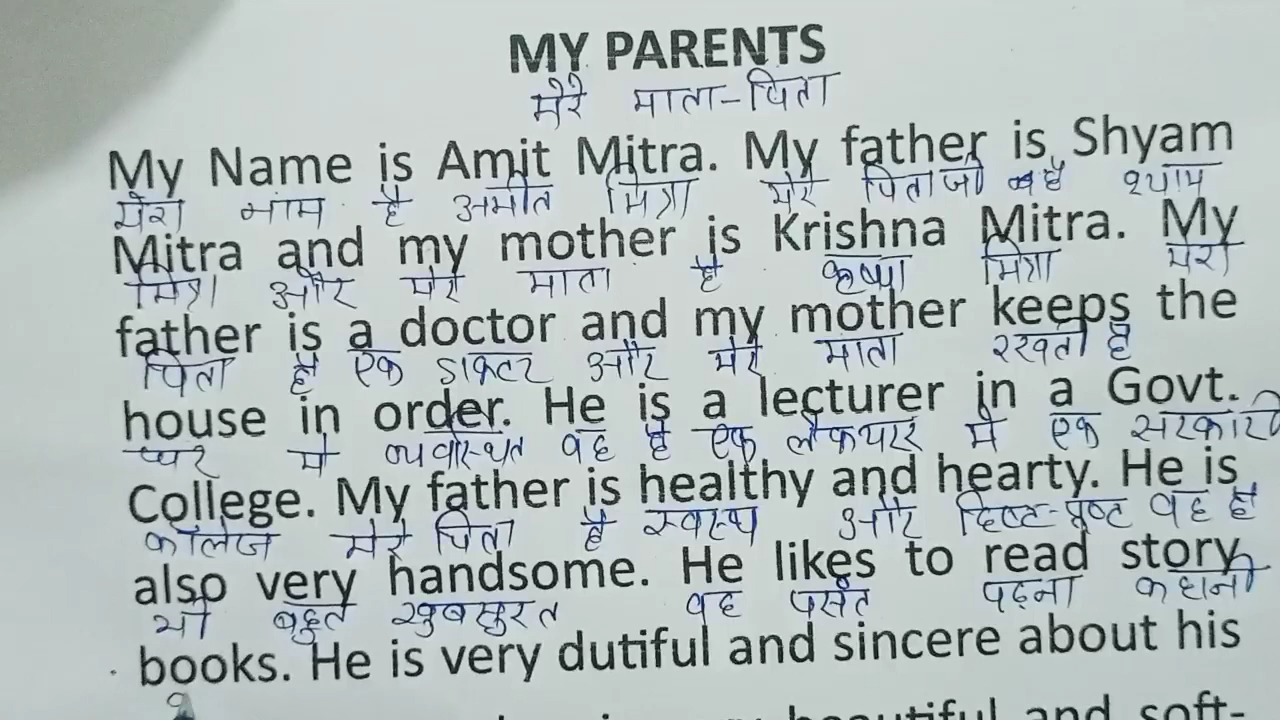 MY PARENTS
मेरे माता-पिता
My Name is Amit Mitra. My father is Shyam
मेरा नाम है अमीत मित्रा मेरे पिताजी है श्याम
Mitra and my mother is Krishna Mitra. My
मित्रा और मेरे माता है कृष्णा मित्रा मेरा
father is a doctor and my mother keeps the
पिता है एक डाक्टर और मेरे माता रखती है
house in order. He is a lecturer in a Govt.
घर में व्यवस्थित वह है एक लेकचरर में एक सरकारी
College. My father is healthy and hearty. He is
कॉलेज मेरे पिता है स्वस्थ और हिष्ट-पुष्ट वह है
also very handsome. He likes to read story
भी बहुत खुबसुरत वह पसंद पढ़ना कहानी
books. He is very dutiful and sincere about his
beautiful and soft-